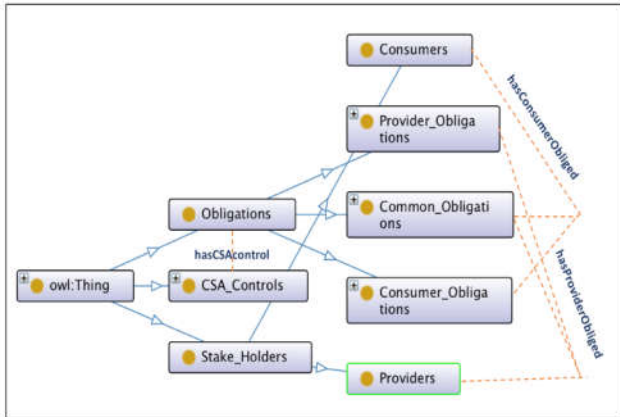 Consumers
Provider_Obliga
tions
hasConsumerObliged
Obligations
Common_Obligati
ons
hasCSAcontrol
owl:Thing
CSA_Controls
Consumer_Obliga
tions
hasProviderObliged
Stake_Holders
Providers